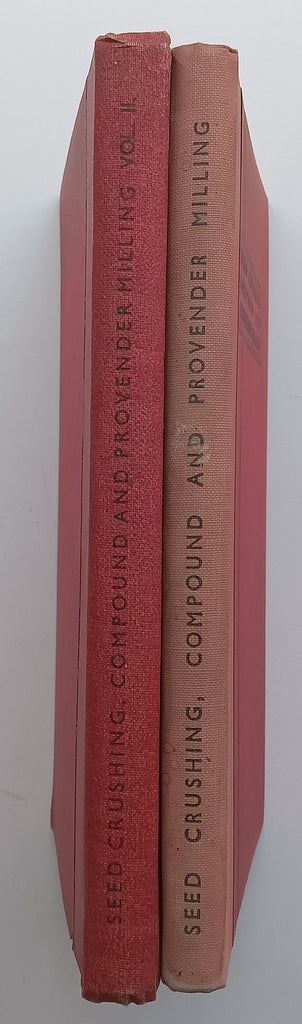 SEED CRUSHING, COMPOUND AND PROVENDER MILLING VOL. II.
SEED CRUSHING, COMPOUND AND PROVENDER MILLING